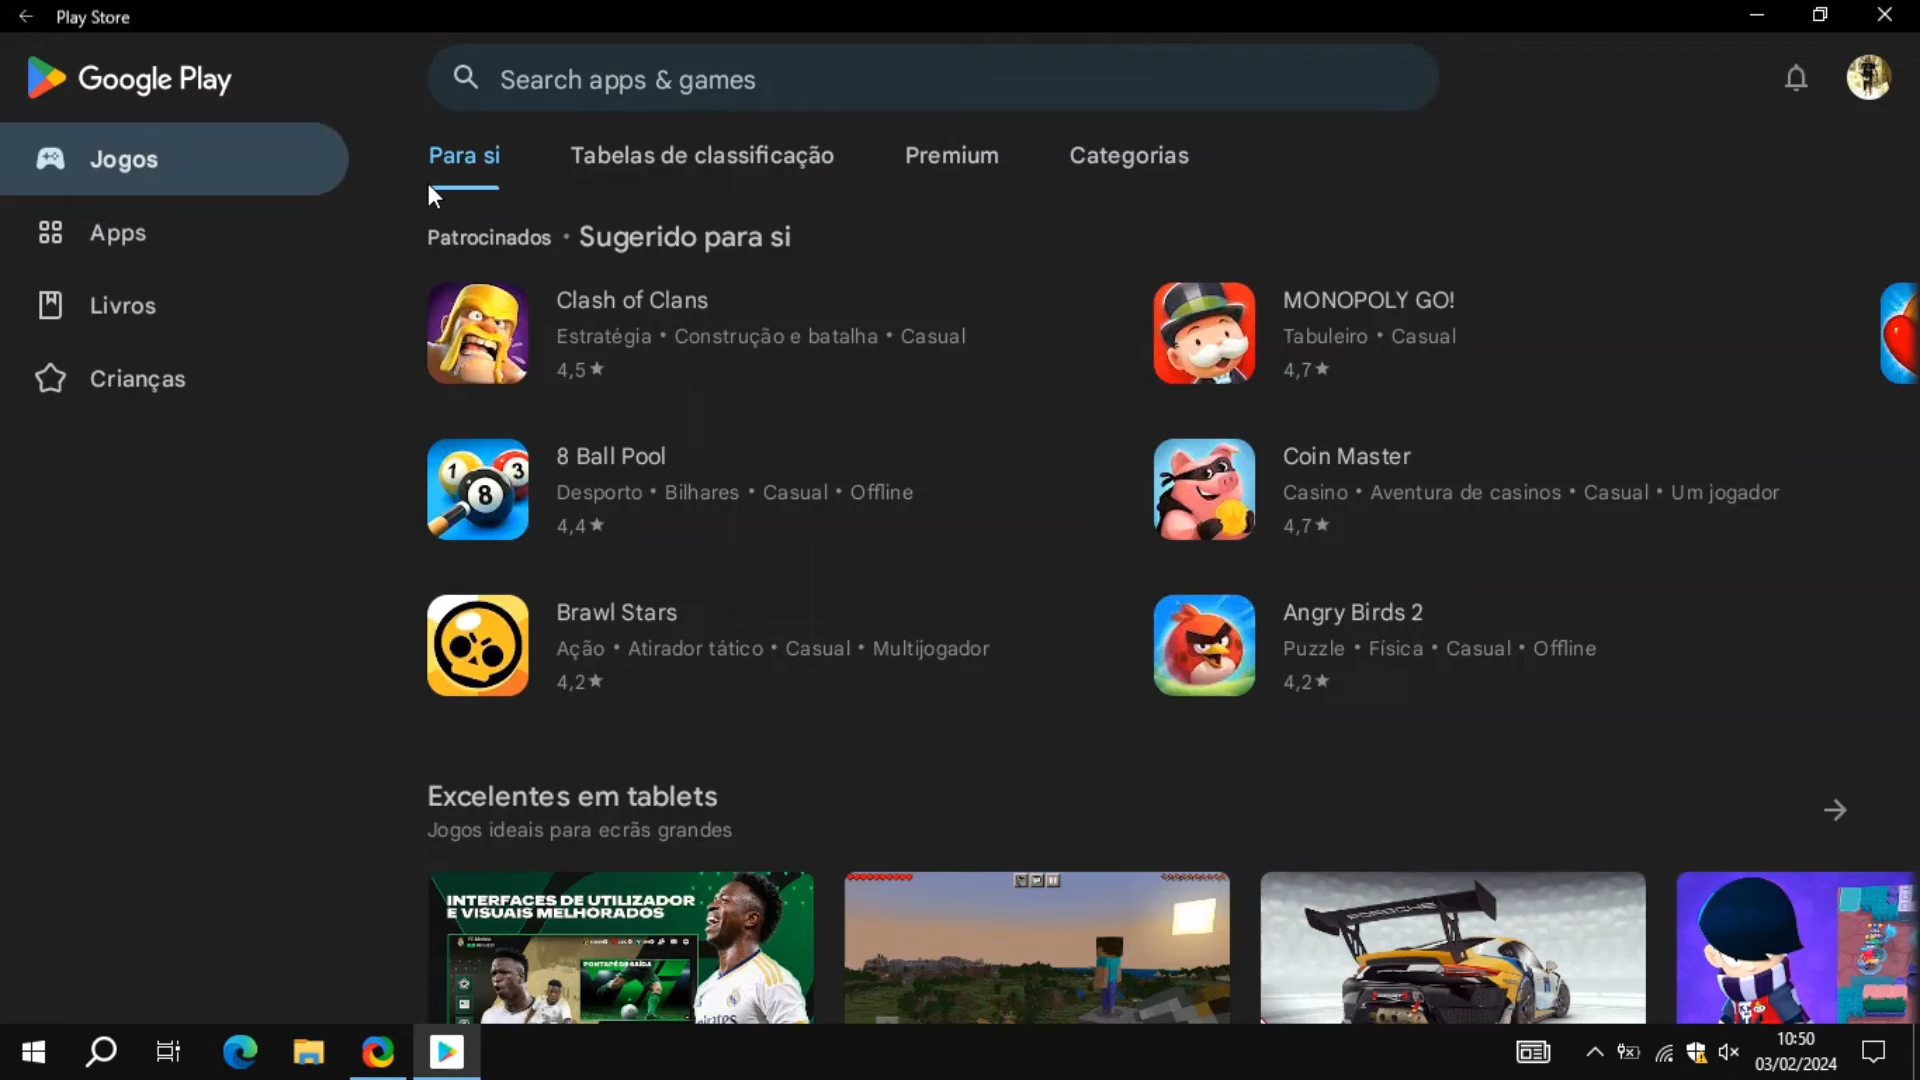 Play Store
Google Play
Search apps & games
Jogos
Apps
Livros
Crianças
Para si
Tabelas de classificação
Premium
Categorias
Patrocinados • Sugerido para si
Clash of Clans
Estratégia • Construção e batalha • Casual
4,5★
MONOPOLY GO!
Tabuleiro • Casual
4,7★
8 Ball Pool
Desporto • Bilhares • Casual • Offline
4,4★
Coin Master
Casino • Aventura de casinos • Casual • Um jogador
4,7★
Brawl Stars
Ação • Atirador tático • Casual • Multijogador
4,2★
Angry Birds 2
Puzzle • Física • Casual • Offline
4,2★
Excelentes em tablets
Jogos ideais para ecrãs grandes
INTERFACES DE UTILIZADOR
E VISUAIS MELHORADOS
PONTAPÉ DE SAÍDA
PORSCHE
10:50
03/02/2024